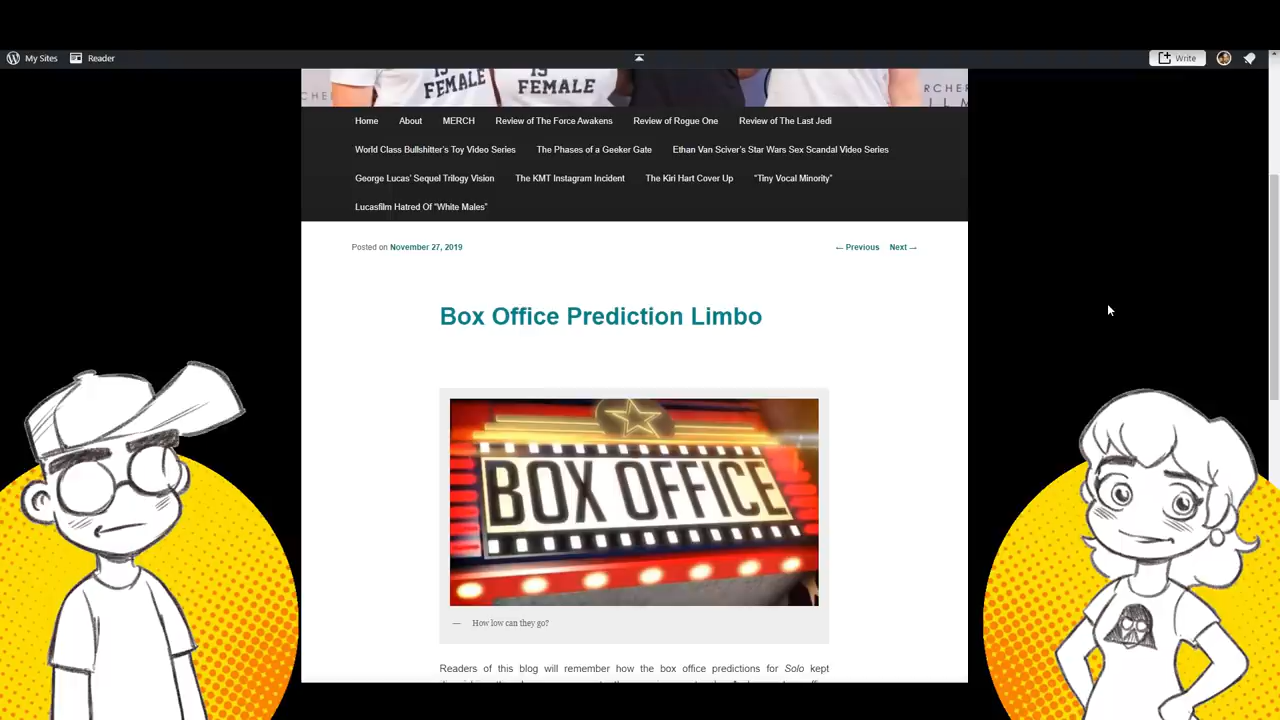 My Sites Reader Write
IS IS
FEMALE FEMALE
CHE RCHER
ILM
Home About MERCH Review of The Force Awakens Review of Rogue One Review of The Last Jedi
World Class Bullshitter's Toy Video Series The Phases of a Geeker Gate Ethan Van Sciver's Star Wars Sex Scandal Video Series
George Lucas' Sequel Trilogy Vision The KMT Instagram Incident The Kiri Hart Cover Up “Tiny Vocal Minority”
Lucasfilm Hatred Of “White Males”
Posted on November 27, 2019 ← Previous Next →
Box Office Prediction Limbo
BOX OFFICE
— How low can they go?
Readers of this blog will remember how the box office predictions for Solo kept